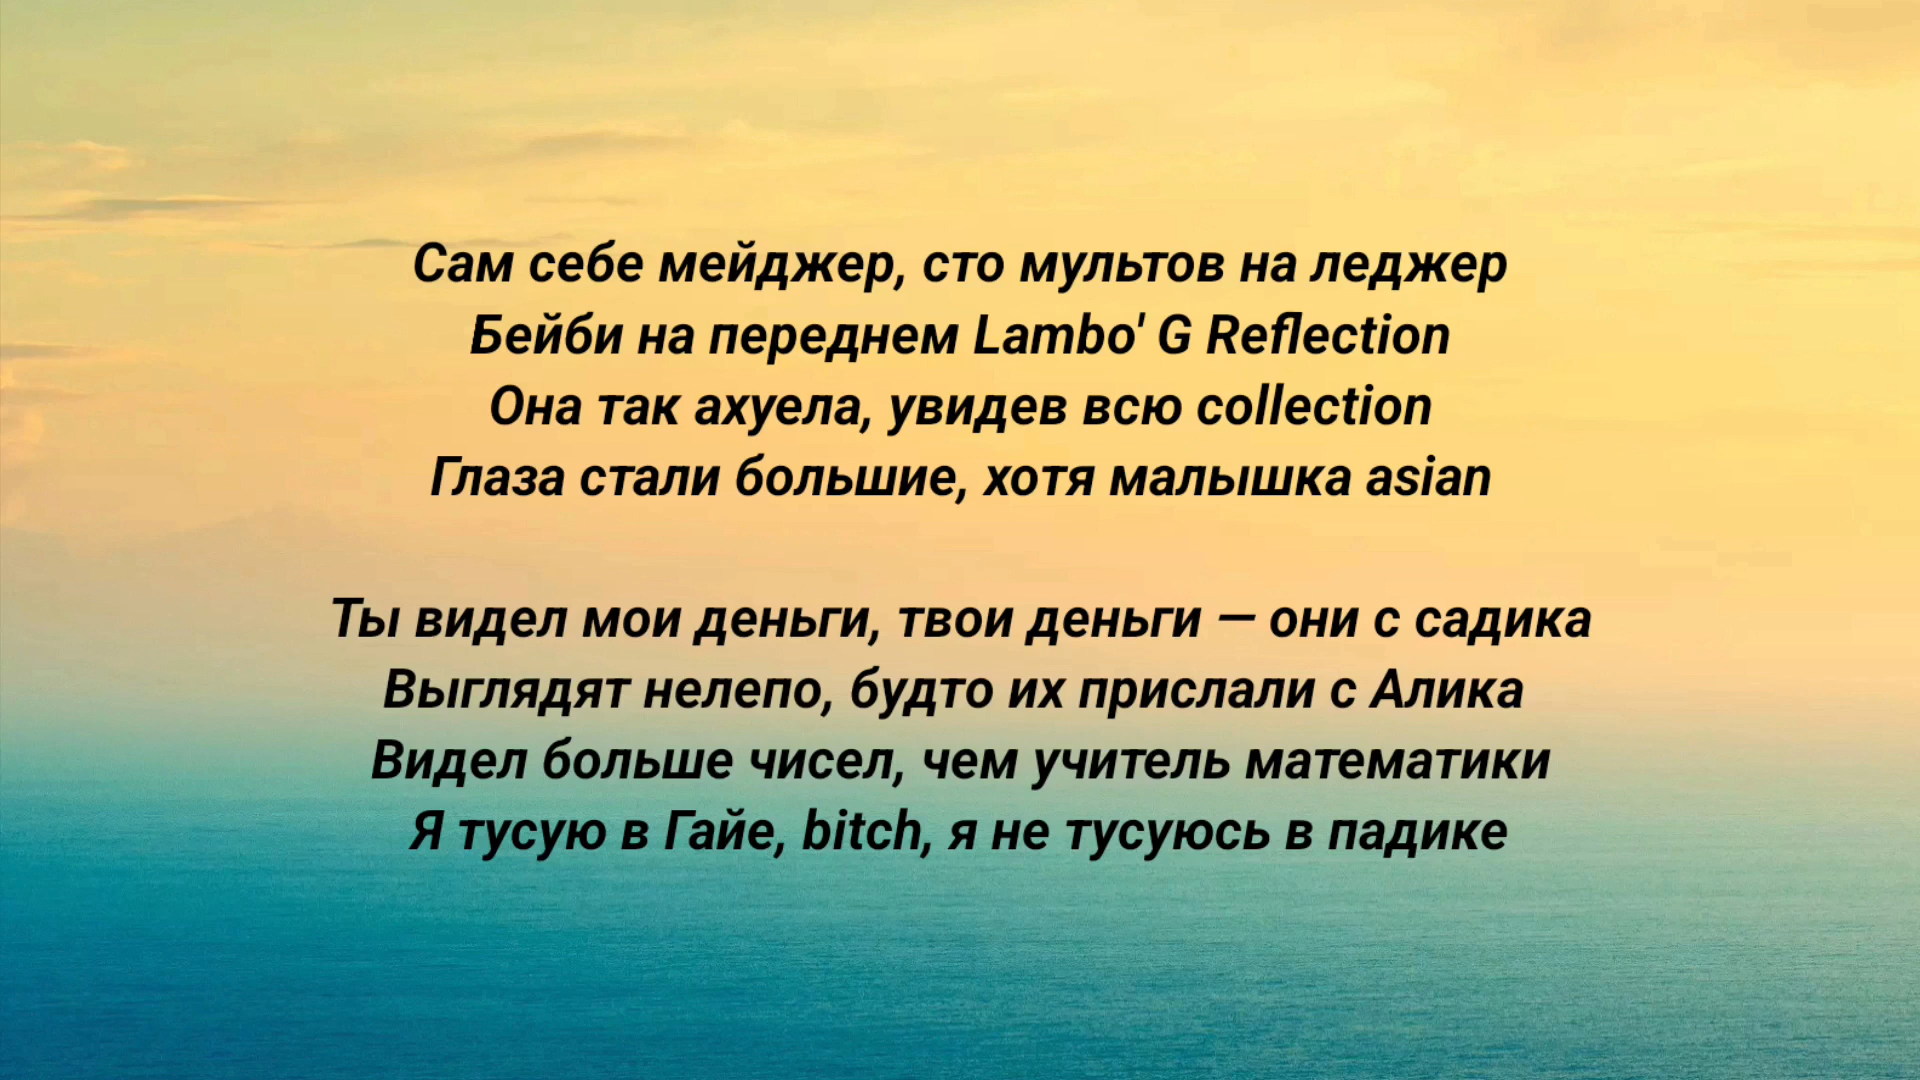 Сам себе мейджер, сто мультов на леджер
Бейби на переднем Lambo' G Reflection
Она так ахуела, увидев всю collection
Глаза стали большие, хотя малышка asian
Ты видел мои деньги, твои деньги — они с садика
Выглядят нелепо, будто их прислали с Алика
Видел больше чисел, чем учитель математики
Я тусую в Гайе, bitch, я не тусуюсь в падике